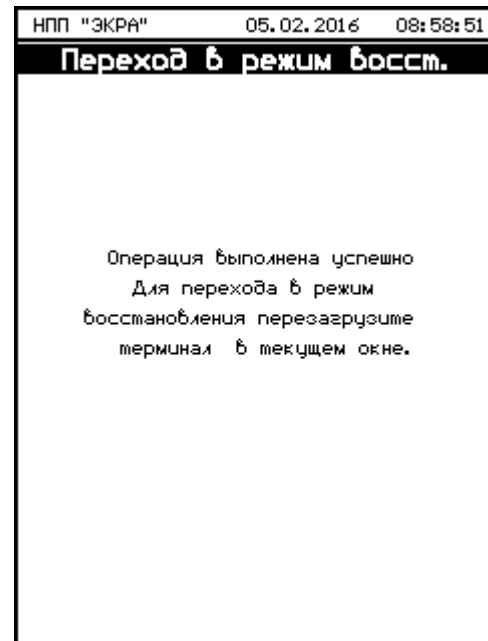 НПП "ЭКРА" 05.02.2016 08:58:51
Переход в режим восст.
Операция выполнена успешно
Для перехода в режим
восстановления перезагрузите
терминал в текущем окне.